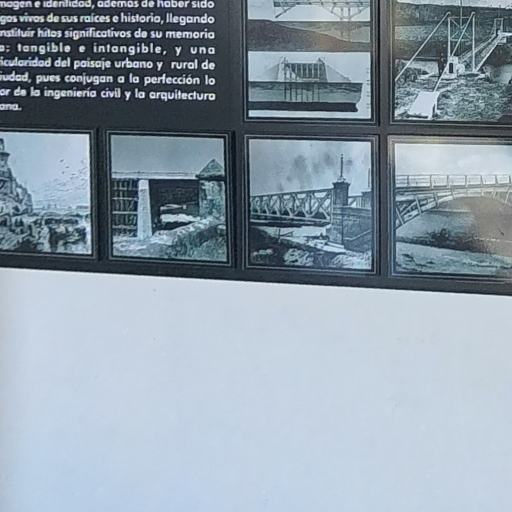 imagen e identidad, además de haber sido
gos vivos de sus raíces e historia, llegando
nstituir hitos significativos de su memoria
a; tangible e intangible, y una
icularidad del paisaje urbano y rural de
iudad, pues conjugan a la perfección lo
or de la ingeniería civil y la arquitectura
ana.